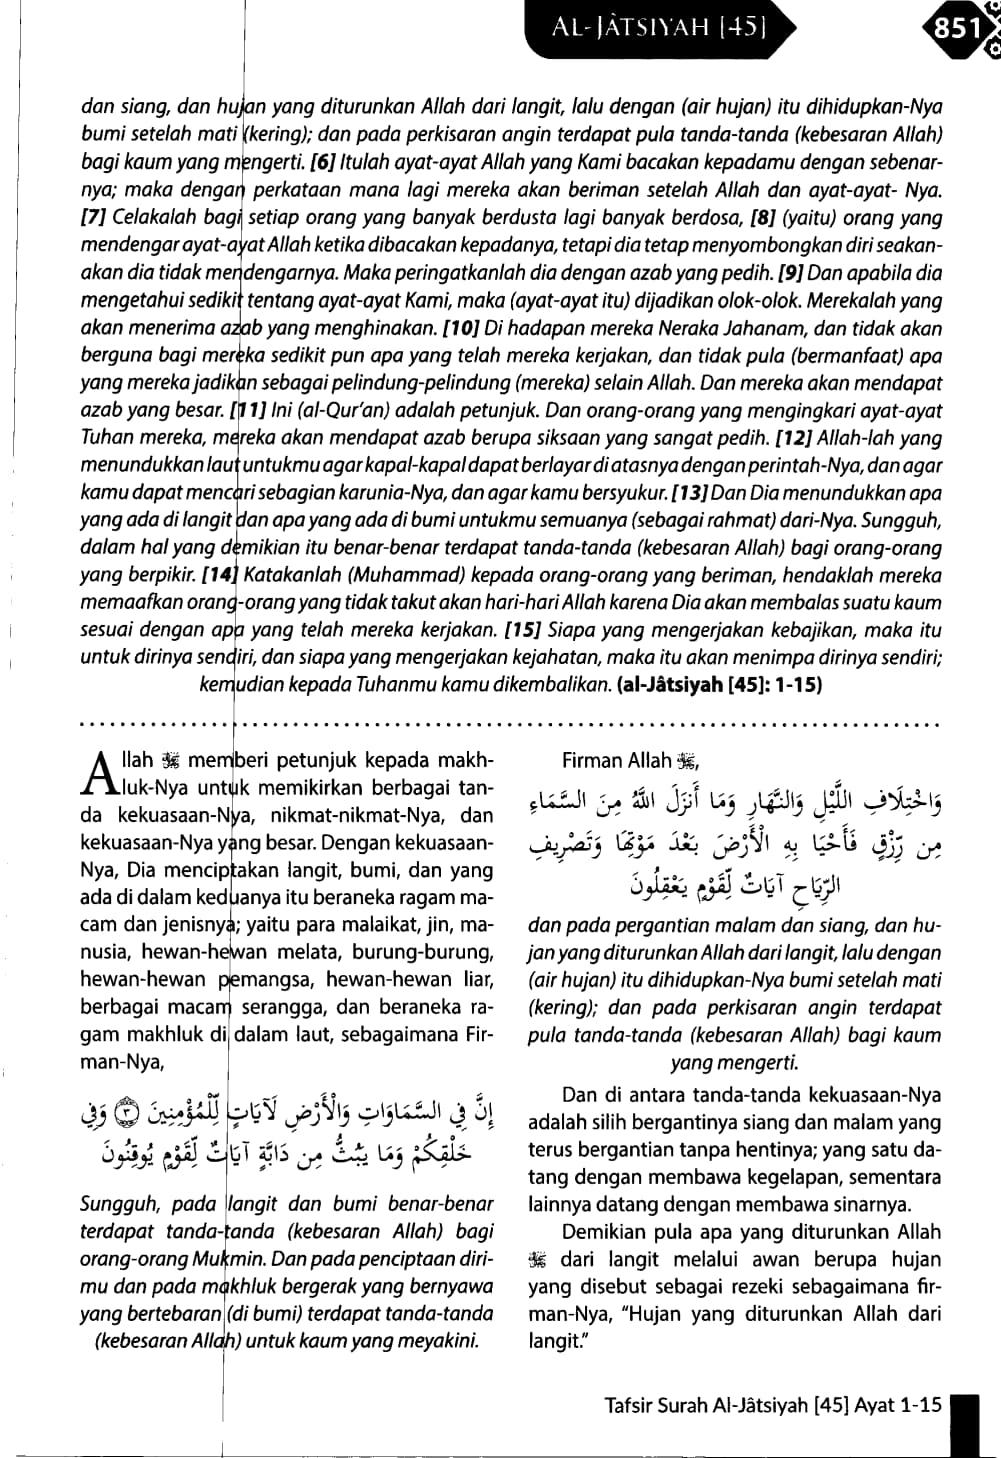 AL-JÀTSIYAH [45]
851
dan siang, dan hujan yang diturunkan Allah dari langit, lalu dengan (air hujan) itu dihidupkan-Nya
bumi setelah mati (kering); dan pada perkisaran angin terdapat pula tanda-tanda (kebesaran Allah)
bagi kaum yang mengerti. [6] Itulah ayat-ayat Allah yang Kami bacakan kepadamu dengan sebenar-
nya; maka dengan perkataan mana lagi mereka akan beriman setelah Allah dan ayat-ayat- Nya.
[7] Celakalah bagi setiap orang yang banyak berdusta lagi banyak berdosa, [8] (yaitu) orang yang
mendengar ayat-ayat Allah ketika dibacakan kepadanya, tetapi dia tetap menyombongkan diri seakan-
akan dia tidak mendengarnya. Maka peringatkanlah dia dengan azab yang pedih. [9] Dan apabila dia
mengetahui sedikit tentang ayat-ayat Kami, maka (ayat-ayat itu) dijadikan olok-olok. Merekalah yang
akan menerima azab yang menghinakan. [10] Di hadapan mereka Neraka Jahanam, dan tidak akan
berguna bagi mereka sedikit pun apa yang telah mereka kerjakan, dan tidak pula (bermanfaat) apa
yang mereka jadikan sebagai pelindung-pelindung (mereka) selain Allah. Dan mereka akan mendapat
azab yang besar. [11] Ini (al-Qur'an) adalah petunjuk. Dan orang-orang yang mengingkari ayat-ayat
Tuhan mereka, mereka akan mendapat azab berupa siksaan yang sangat pedih. [12] Allah-lah yang
menundukkan laut untukmu agar kapal-kapal dapat berlayar di atasnya dengan perintah-Nya, dan agar
kamu dapat mencari sebagian karunia-Nya, dan agar kamu bersyukur. [13] Dan Dia menundukkan apa
yang ada di langit dan apa yang ada di bumi untukmu semuanya (sebagai rahmat) dari-Nya. Sungguh,
dalam hal yang demikian itu benar-benar terdapat tanda-tanda (kebesaran Allah) bagi orang-orang
yang berpikir. [14] Katakanlah (Muhammad) kepada orang-orang yang beriman, hendaklah mereka
memaafkan orang-orang yang tidak takut akan hari-hari Allah karena Dia akan membalas suatu kaum
sesuai dengan apa yang telah mereka kerjakan. [15] Siapa yang mengerjakan kebajikan, maka itu
untuk dirinya sendiri, dan siapa yang mengerjakan kejahatan, maka itu akan menimpa dirinya sendiri;
kemudian kepada Tuhanmu kamu dikembalikan. (al-Jâtsiyah [45]: 1-15)
Allah ﷻ memberi petunjuk kepada makh-
luk-Nya untuk memikirkan berbagai tan-
da kekuasaan-Nya, nikmat-nikmat-Nya, dan
kekuasaan-Nya yang besar. Dengan kekuasaan-
Nya, Dia menciptakan langit, bumi, dan yang
ada di dalam keduanya itu beraneka ragam ma-
cam dan jenisnya; yaitu para malaikat, jin, ma-
nusia, hewan-hewan melata, burung-burung,
hewan-hewan pemangsa, hewan-hewan liar,
berbagai macam serangga, dan beraneka ra-
gam makhluk di dalam laut, sebagaimana Fir-
man-Nya,
إِنَّ فِي السَّمَاوَاتِ وَالْأَرْضِ لَآيَاتٍ لِّلْمُؤْمِنِينَ ۝٣ وَفِي
خَلْقِكُمْ وَمَا يَبُثُّ مِن دَابَّةٍ آيَاتٌ لِّقَوْمٍ يُوقِنُونَ
Sungguh, pada langit dan bumi benar-benar
terdapat tanda-tanda (kebesaran Allah) bagi
orang-orang Mukmin. Dan pada penciptaan diri-
mu dan pada makhluk bergerak yang bernyawa
yang bertebaran (di bumi) terdapat tanda-tanda
(kebesaran Allah) untuk kaum yang meyakini.
Firman Allah ﷻ,
وَاخْتِلَافِ اللَّيْلِ وَالنَّهَارِ وَمَا أَنزَلَ اللَّهُ مِنَ السَّمَاءِ
مِن رِّزْقٍ فَأَحْيَا بِهِ الْأَرْضَ بَعْدَ مَوْتِهَا وَتَصْرِيفِ
الرِّيَاحِ آيَاتٌ لِّقَوْمٍ يَعْقِلُونَ
dan pada pergantian malam dan siang, dan hu-
jan yang diturunkan Allah dari langit, lalu dengan
(air hujan) itu dihidupkan-Nya bumi setelah mati
(kering); dan pada perkisaran angin terdapat
pula tanda-tanda (kebesaran Allah) bagi kaum
yang mengerti.
Dan di antara tanda-tanda kekuasaan-Nya
adalah silih bergantinya siang dan malam yang
terus bergantian tanpa hentinya; yang satu da-
tang dengan membawa kegelapan, sementara
lainnya datang dengan membawa sinarnya.
Demikian pula apa yang diturunkan Allah
ﷻ dari langit melalui awan berupa hujan
yang disebut sebagai rezeki sebagaimana fir-
man-Nya, “Hujan yang diturunkan Allah dari
langit.”
Tafsir Surah Al-Jâtsiyah [45] Ayat 1-15